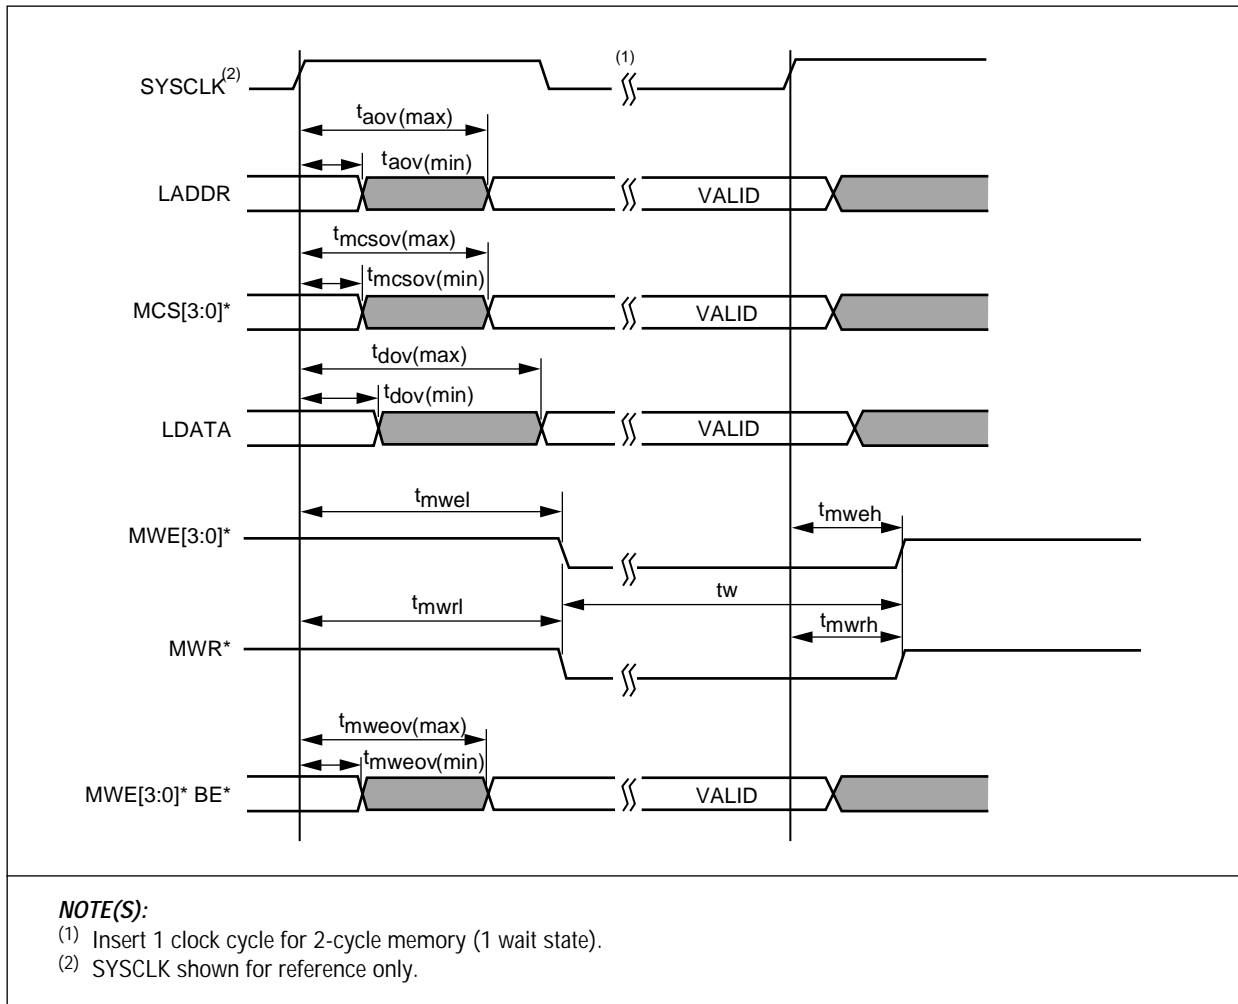 (1)
SYSCLK(2)
taov(max)
taov(min)
LADDR
VALID
tmcsov(max)
tmcsov(min)
MCS[3:0]*
VALID
tdov(max)
tdov(min)
LDATA
VALID
tmwel
tmweh
MWE[3:0]*
tw
tmwrl
tmwrh
MWR*
tmweov(max)
tmweov(min)
MWE[3:0]* BE*
VALID
NOTE(S):
(1) Insert 1 clock cycle for 2-cycle memory (1 wait state).
(2) SYSCLK shown for reference only.